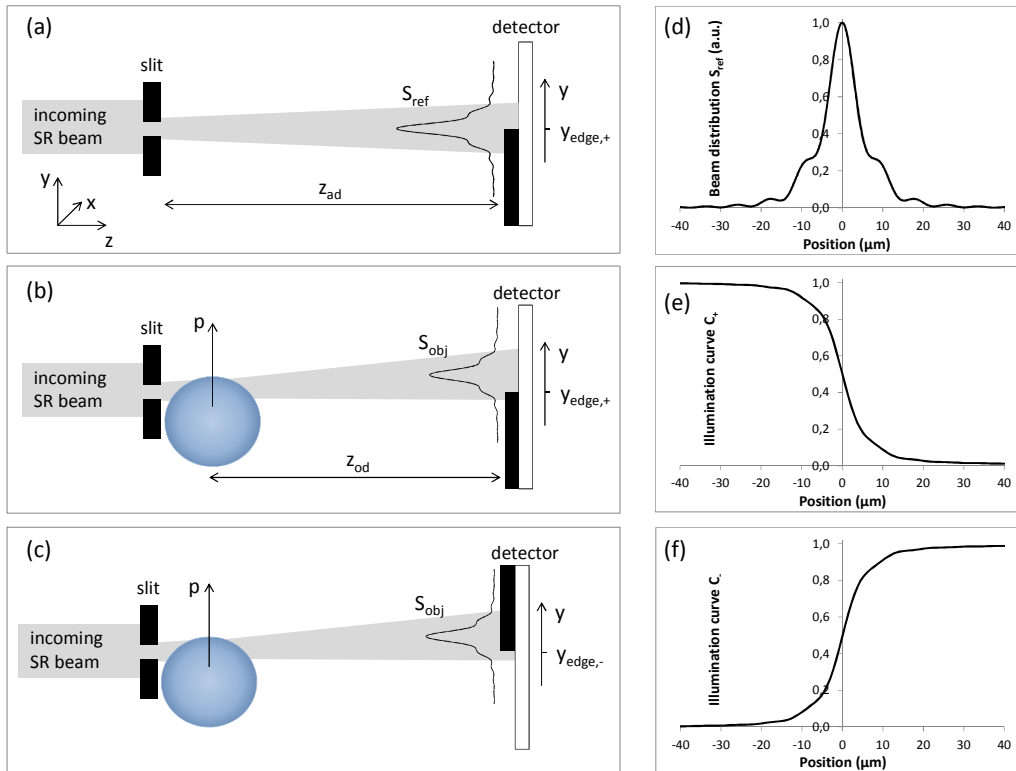 (a)
detector
slit
incoming
SR beam
S_ref
y
y_edge,+
z_ad
y
x
z
(b)
detector
slit
p
incoming
SR beam
S_obj
y
y_edge,+
z_od
(c)
detector
slit
p
incoming
SR beam
S_obj
y
y_edge,-
(d)
Beam distribution S_ref (a.u.)
1,0
0,8
0,6
0,4
0,2
0,0
-40 -30 -20 -10 0 10 20 30 40
Position (µm)
(e)
Illumination curve C_+
1,0
0,8
0,6
0,4
0,2
0,0
-40 -30 -20 -10 0 10 20 30 40
Position (µm)
(f)
Illumination curve C_-
1,0
0,8
0,6
0,4
0,2
0,0
-40 -30 -20 -10 0 10 20 30 40
Position (µm)